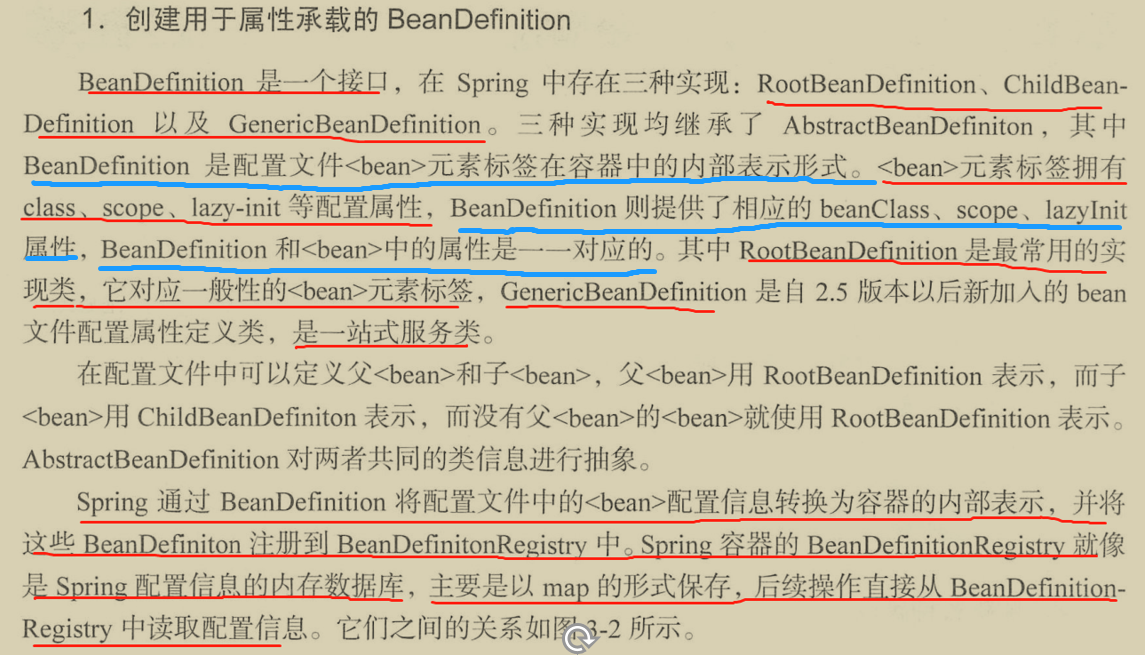 1. 创建用于属性承载的 BeanDefinition
BeanDefinition 是一个接口，在 Spring 中存在三种实现：RootBeanDefinition、ChildBean-
Definition 以及 GenericBeanDefinition。三种实现均继承了 AbstractBeanDefiniton，其中
BeanDefinition 是配置文件<bean>元素标签在容器中的内部表示形式。<bean>元素标签拥有
class、scope、lazy-init 等配置属性，BeanDefinition 则提供了相应的 beanClass、scope、lazyInit
属性，BeanDefinition 和<bean>中的属性是一一对应的。其中 RootBeanDefinition 是最常用的实
现类，它对应一般性的<bean>元素标签，GenericBeanDefinition 是自 2.5 版本以后新加入的 bean
文件配置属性定义类，是一站式服务类。
在配置文件中可以定义父<bean>和子<bean>，父<bean>用 RootBeanDefinition 表示，而子
<bean>用 ChildBeanDefiniton 表示，而没有父<bean>的<bean>就使用 RootBeanDefinition 表示。
AbstractBeanDefinition 对两者共同的类信息进行抽象。
Spring 通过 BeanDefinition 将配置文件中的<bean>配置信息转换为容器的内部表示，并将
这些 BeanDefiniton 注册到 BeanDefinitonRegistry 中。Spring 容器的 BeanDefinitionRegistry 就像
是 Spring 配置信息的内存数据库，主要是以 map 的形式保存，后续操作直接从 BeanDefinition-
Registry 中读取配置信息。它们之间的关系如图 3-2 所示。